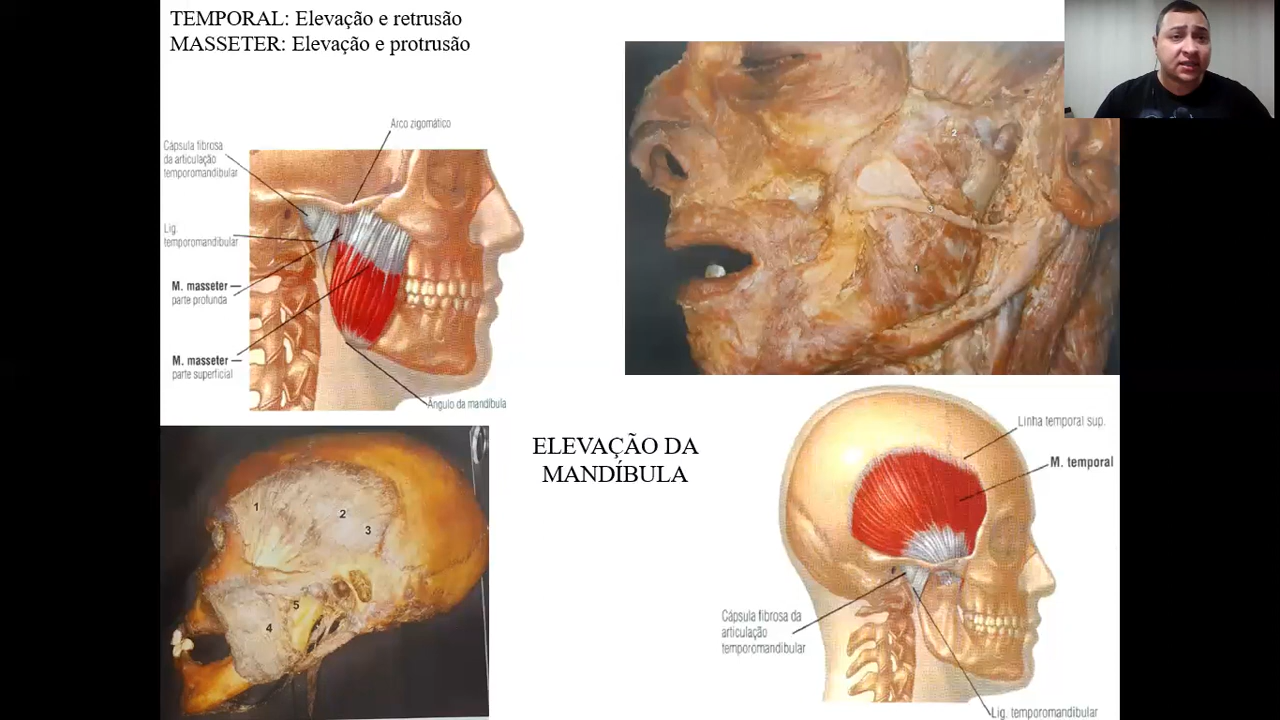 TEMPORAL: Elevação e retrusão
MASSETER: Elevação e protrusão
Arco zigomático
Cápsula fibrosa
da articulação
temporomandibular
Lig.
temporomandibular
M. masseter
parte profunda
M. masseter
parte superficial
Ângulo da mandíbula
2
3
1
ELEVAÇÃO DA
MANDÍBULA
1
2
3
5
4
Linha temporal sup.
M. temporal
Cápsula fibrosa da
articulação
temporomandibular
Lig. temporomandibular